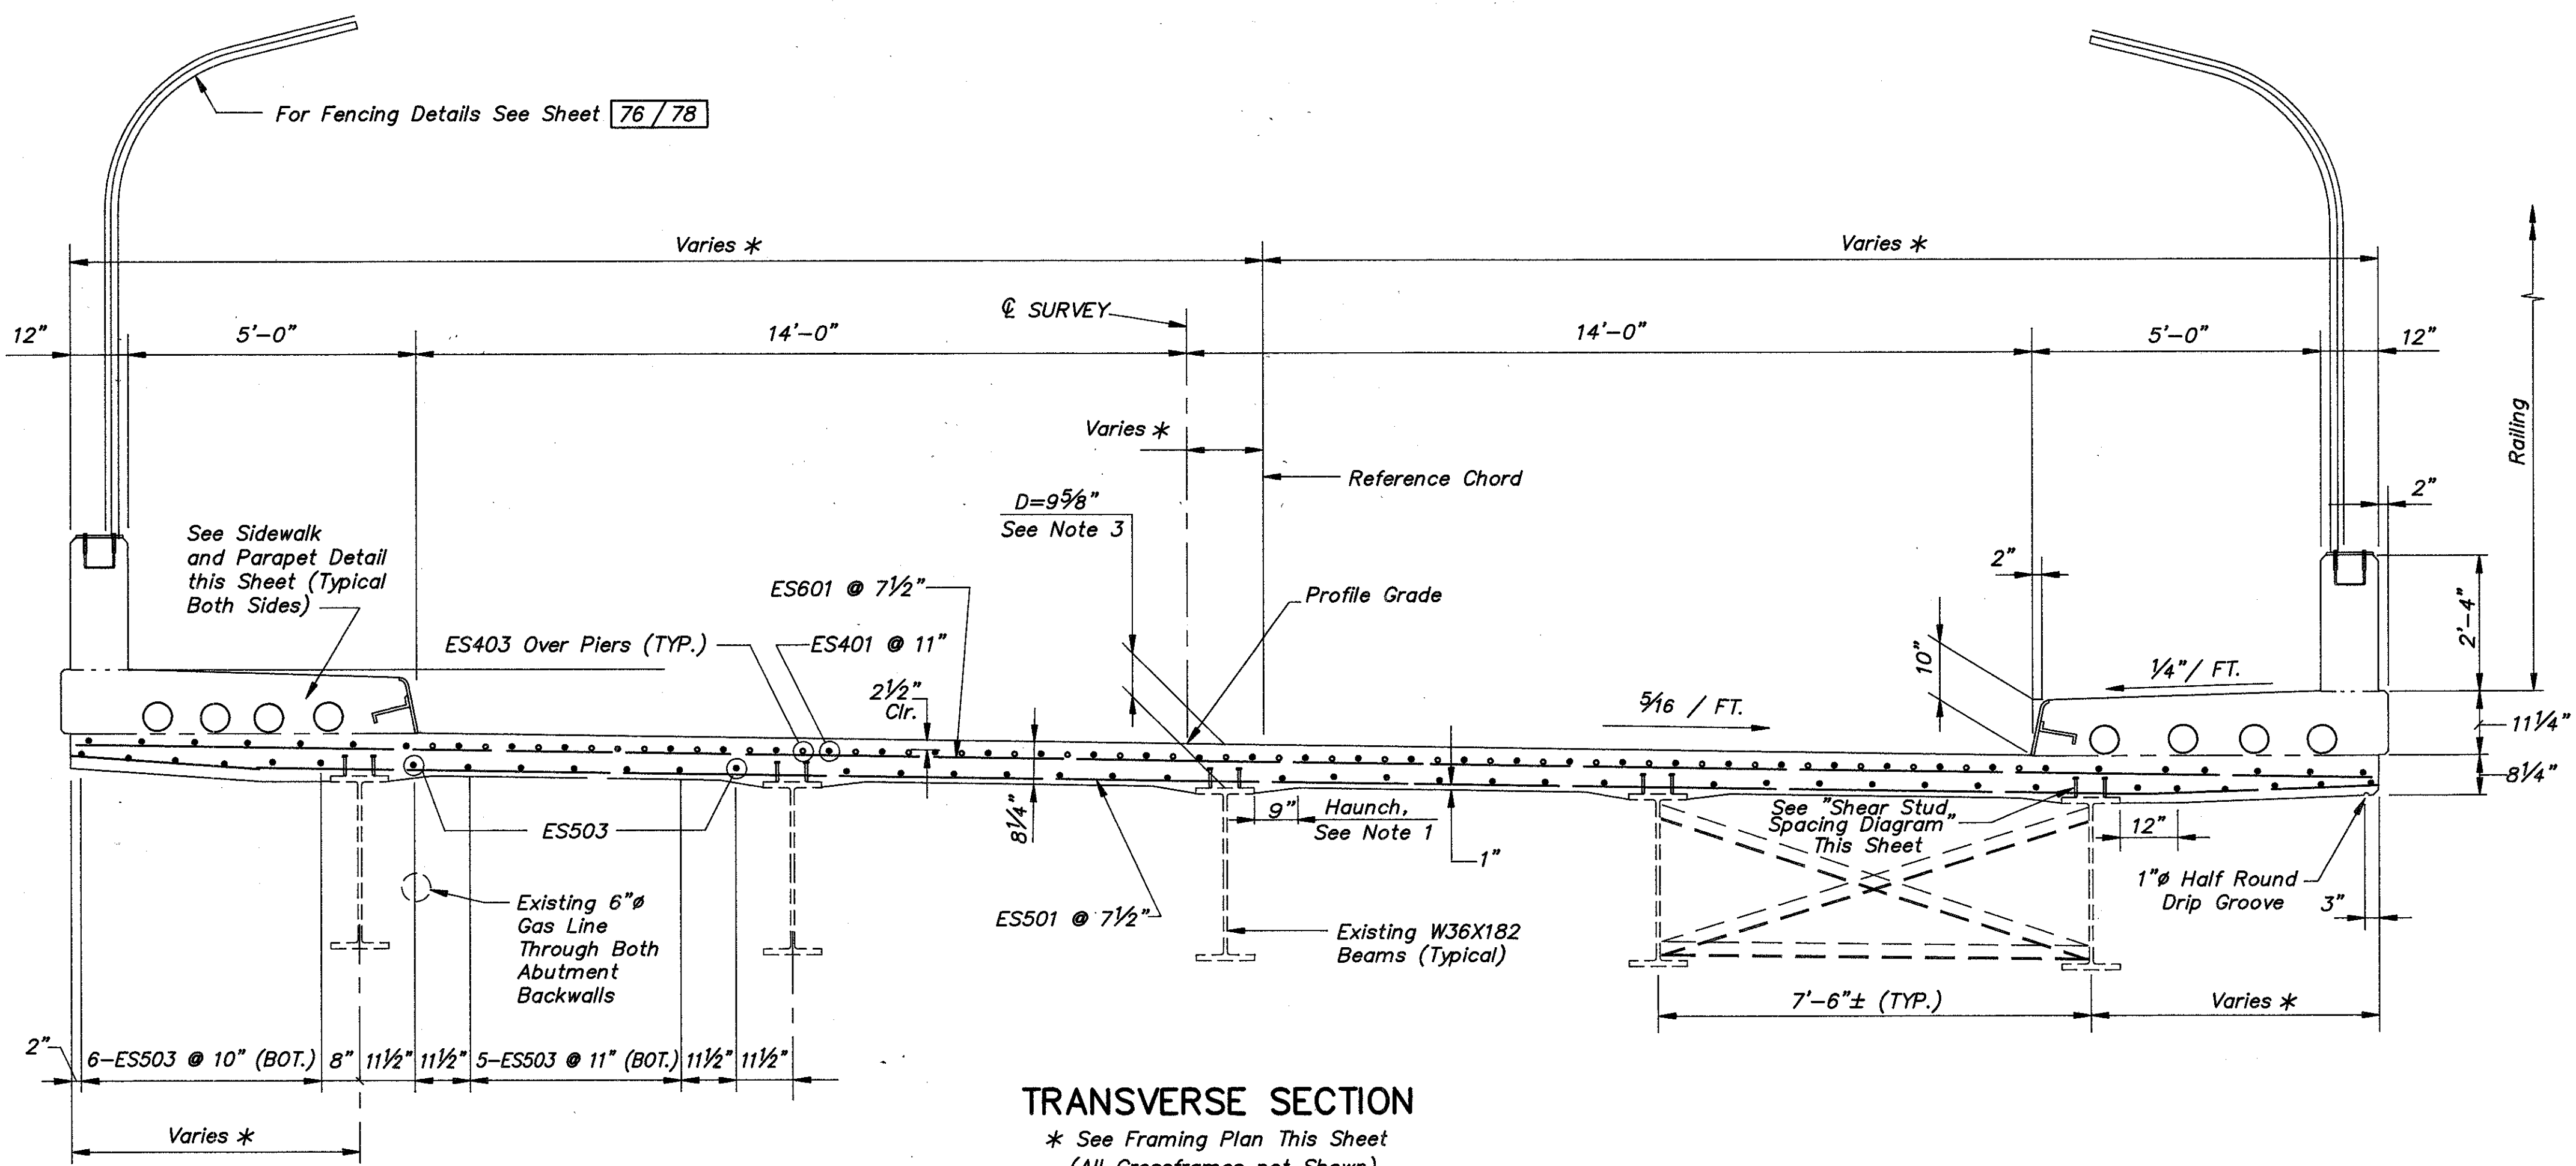 For Fencing Details See Sheet 76 / 78
Varies *
Varies *
℄ SURVEY
12"
5'-0"
14'-0"
14'-0"
5'-0"
12"
Varies *
Reference Chord
Railing
D=9⅝"
See Note 3
2"
See Sidewalk
and Parapet Detail
this Sheet (Typical
Both Sides)
2"
ES601 @ 7½"
Profile Grade
2'-4"
ES403 Over Piers (TYP.)
ES401 @ 11"
10"
¼" / FT.
2½"
Clr.
5/16 / FT.
11¼"
8¼"
ES503
8¼"
9"
Haunch,
See Note 1
1"
See "Shear Stud
Spacing Diagram"
This Sheet
12"
1"ø Half Round
Drip Groove
3"
Existing 6"ø
Gas Line
Through Both
Abutment
Backwalls
ES501 @ 7½"
Existing W36X182
Beams (Typical)
7'-6"± (TYP.)
Varies *
2"
6-ES503 @ 10" (BOT.)
8"
11½"
11½"
5-ES503 @ 11" (BOT.)
11½"
11½"
Varies *
TRANSVERSE SECTION
* See Framing Plan This Sheet
(All Crossframes not Shown)